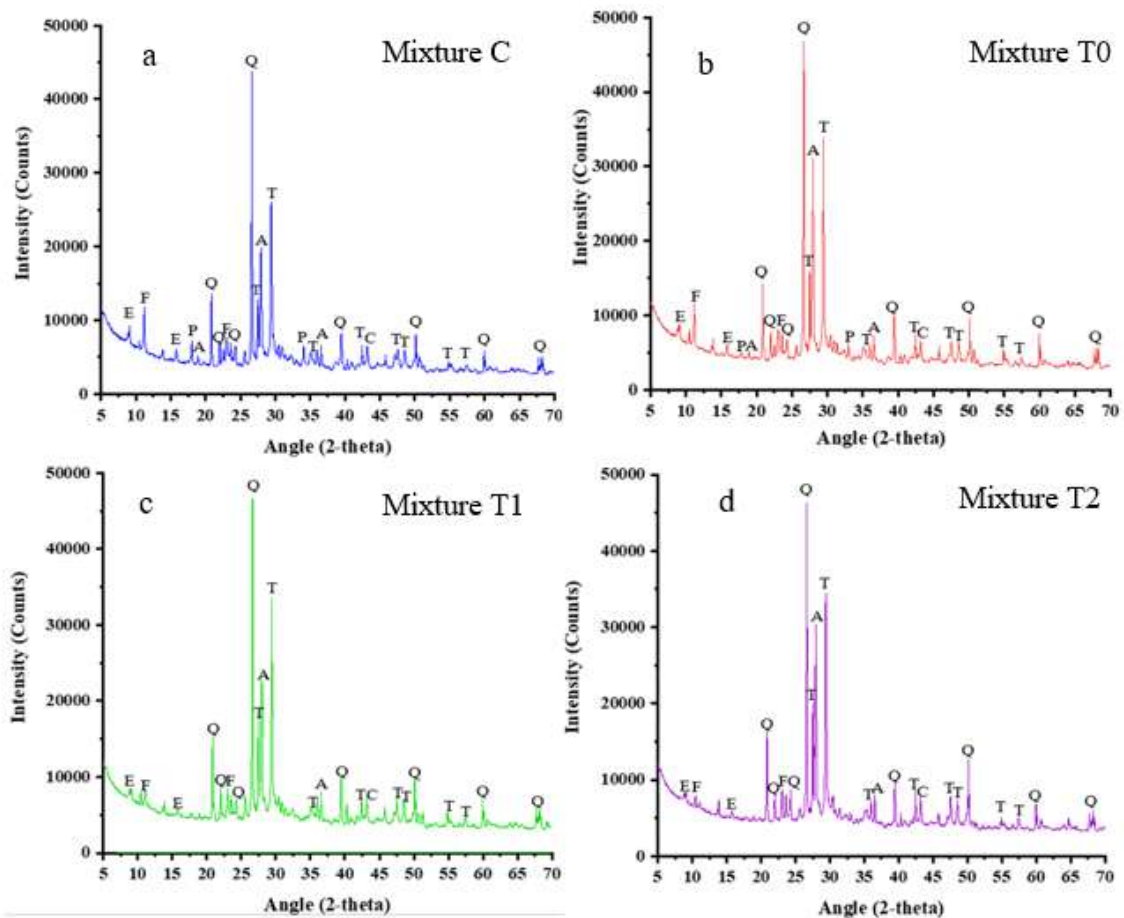 a
Mixture C
Intensity (Counts)
50000
40000
30000
20000
10000
0
E F E P A Q Q F Q Q T A T P T A Q T C T T Q T T Q Q
5 10 15 20 25 30 35 40 45 50 55 60 65 70
Angle (2-theta)
b
Mixture T0
Intensity (Counts)
50000
40000
30000
20000
10000
0
E F E P A Q Q F Q Q T A T P T A Q T C T T Q T T Q Q
5 10 15 20 25 30 35 40 45 50 55 60 65 70
Angle (2-theta)
c
Mixture T1
Intensity (Counts)
50000
40000
30000
20000
10000
0
E F E Q Q F Q Q T A T T A Q T C T T Q T T Q Q
5 10 15 20 25 30 35 40 45 50 55 60 65 70
Angle (2-theta)
d
Mixture T2
Intensity (Counts)
50000
40000
30000
20000
10000
0
E F E Q Q F Q Q T A T T A Q T C T T Q T T Q Q
5 10 15 20 25 30 35 40 45 50 55 60 65 70
Angle (2-theta)